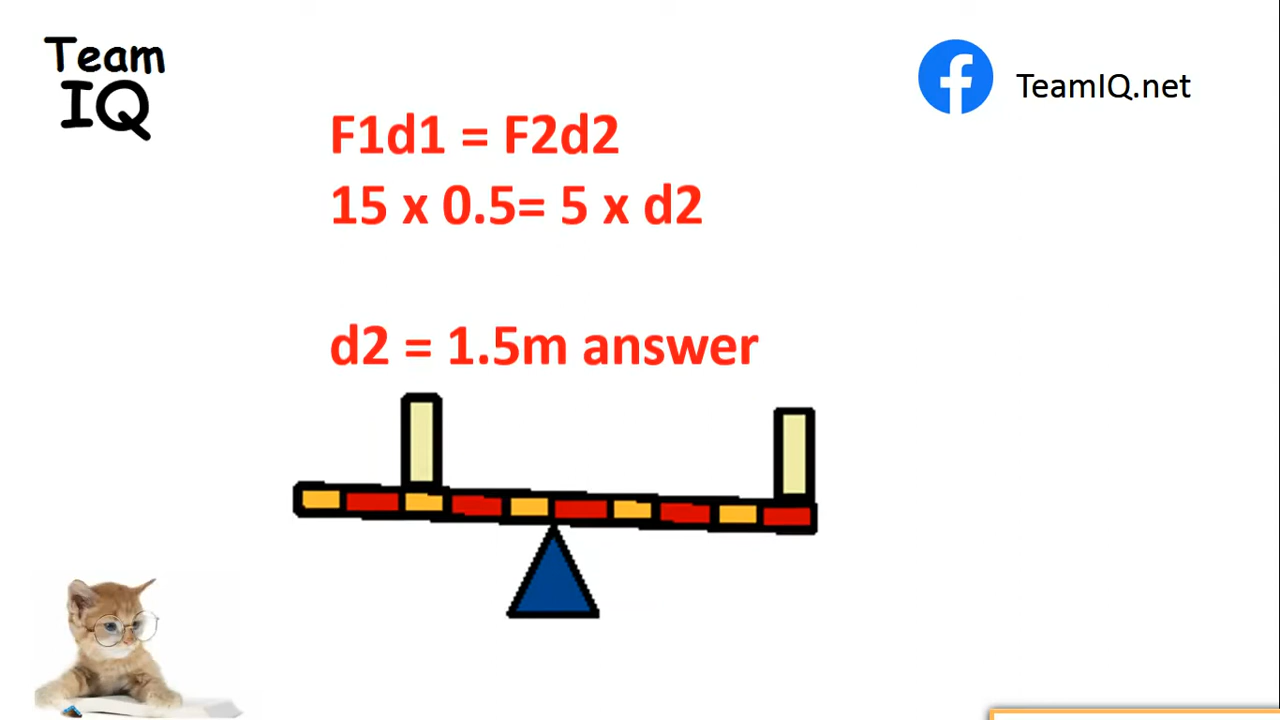 Team
IQ
TeamIQ.net
F1d1 = F2d2
15 x 0.5= 5 x d2
d2 = 1.5m answer